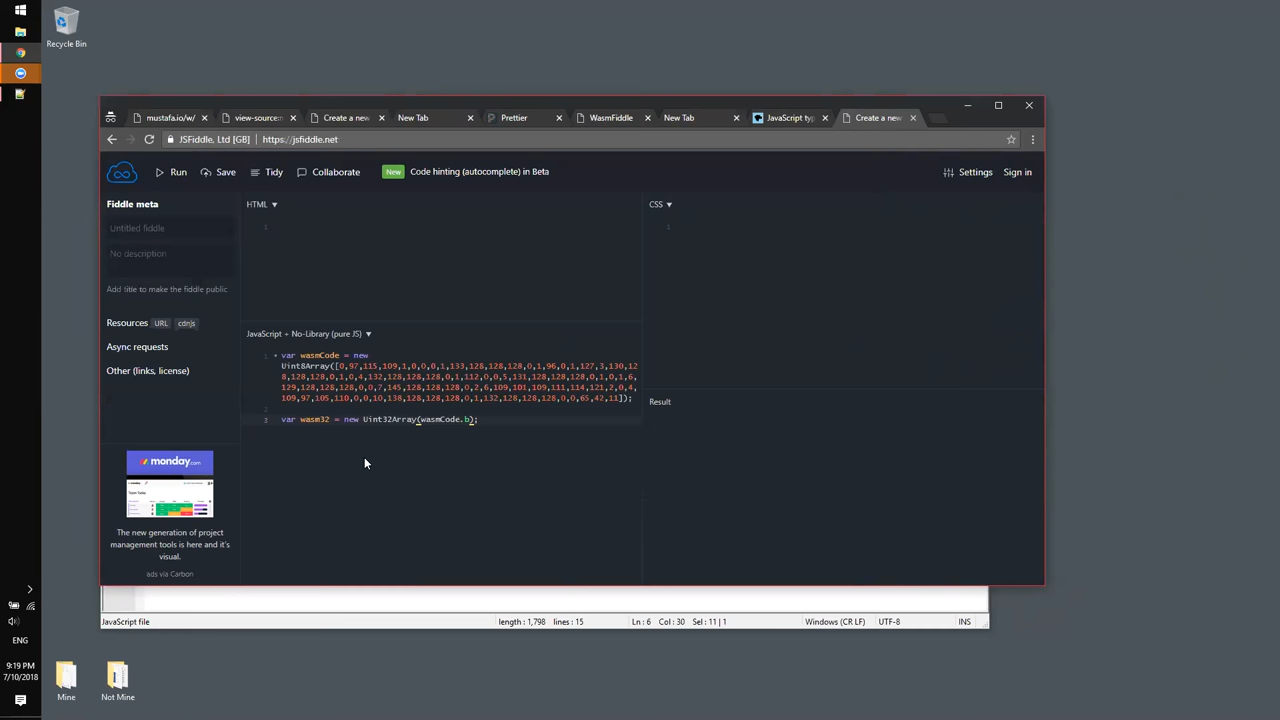 Recycle Bin
mustafa.io/w/
view-source:m
Create a new
New Tab
Prettier
WasmFiddle
New Tab
JavaScript typ
Create a new
JSFiddle, Ltd [GB] | https://jsfiddle.net
Run
Save
Tidy
Collaborate
New
Code hinting (autocomplete) in Beta
Settings
Sign in
Fiddle meta
Untitled fiddle
No description
Add title to make the fiddle public
Resources URL cdnjs
Async requests
Other (links, license)
monday.com
The new generation of project
management tools is here and it's
visual.
ads via Carbon
HTML
1
CSS
1
JavaScript + No-Library (pure JS)
1 var wasmCode = new
Uint8Array([0,97,115,109,1,0,0,0,1,133,128,128,128,0,1,96,0,1,127,3,130,12
8,128,128,0,1,0,4,132,128,128,128,0,1,112,0,0,5,131,128,128,128,0,1,0,1,6,
129,128,128,128,0,0,7,145,128,128,128,0,2,6,109,101,109,111,114,121,2,0,4,
109,97,105,110,0,0,10,138,128,128,128,0,1,132,128,128,128,0,0,65,42,11]);
2
3 var wasm32 = new Uint32Array(wasmCode.b);
Result
JavaScript file
length : 1,798 lines : 15
Ln : 6 Col : 30 Sel : 11 | 1
Windows (CR LF)
UTF-8
INS
ENG
9:19 PM
7/10/2018
Mine
Not Mine